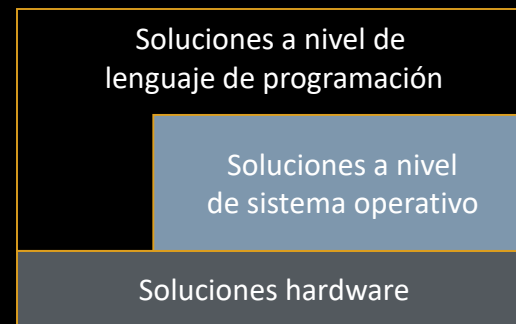 Soluciones a nivel de
lenguaje de programación
Soluciones a nivel
de sistema operativo
Soluciones hardware